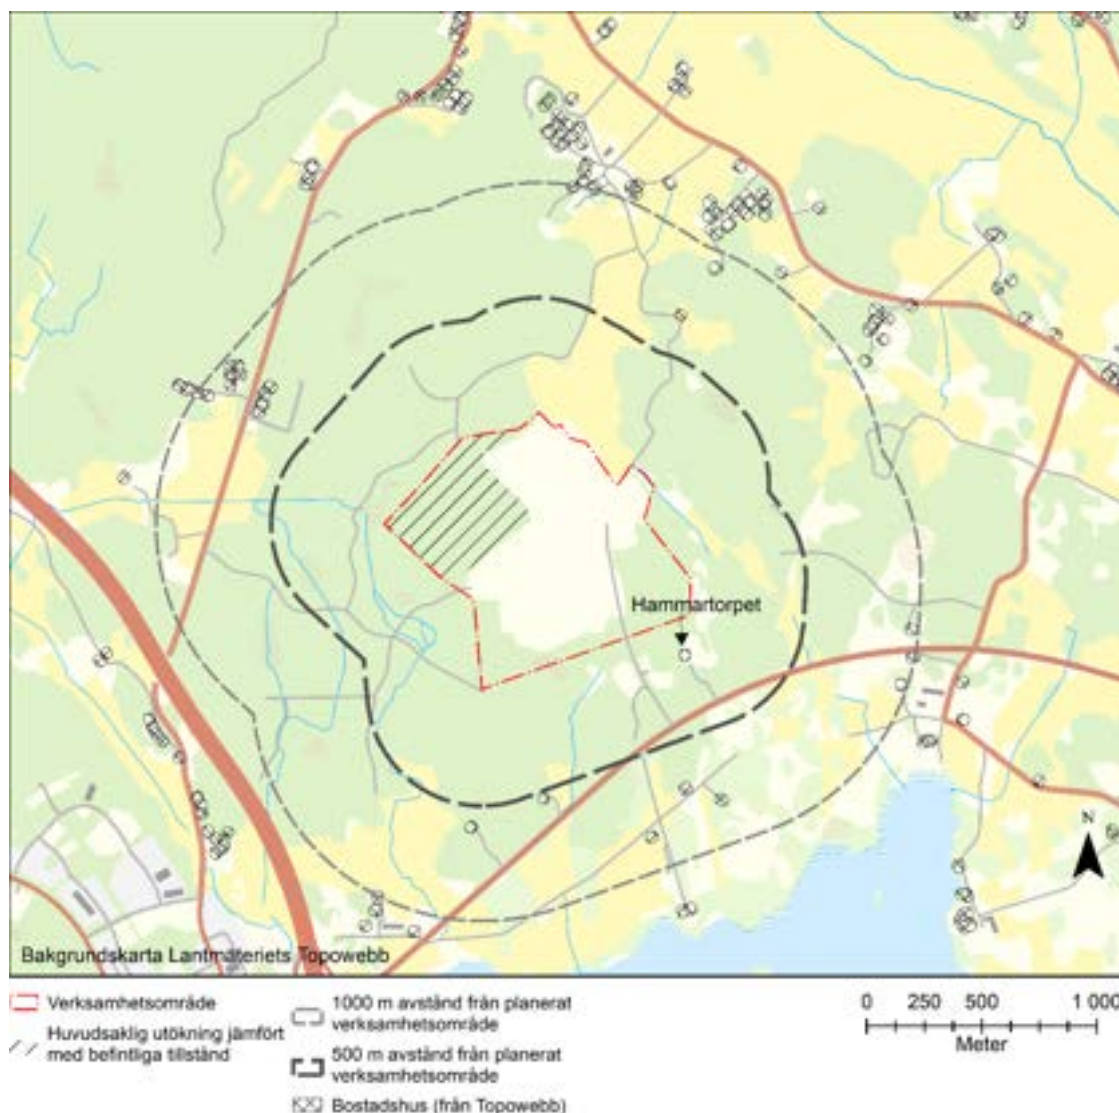 Hammartorpet
N
Bakgrundskarta Lantmäteriets Topowebb
Verksamhetsområde
Huvudsaklig utökning jämfört
med befintliga tillstånd
1000 m avstånd från planerat
verksamhetsområde
500 m avstånd från planerat
verksamhetsområde
Bostadshus (från Topowebb)
0 250 500 1 000
Meter